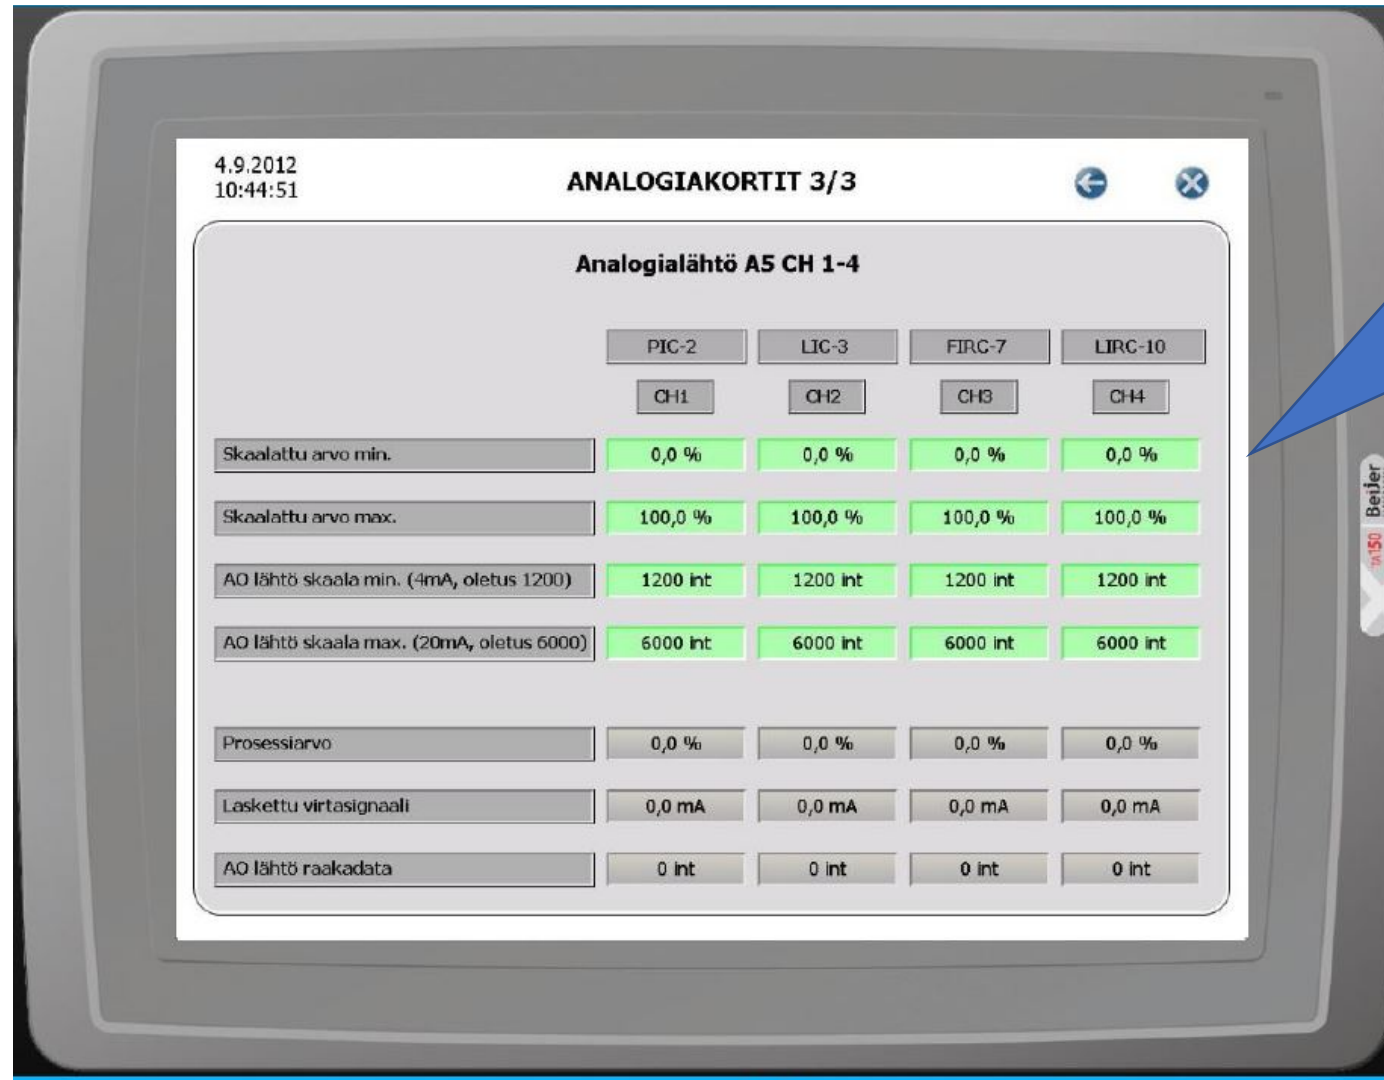 4.9.2012
10:44:51
ANALOGIAKORTIT 3/3
Analogialähtö A5 CH 1-4
PIC-2 LIC-3 FIRC-7 LIRC-10
CH1 CH2 CH3 CH4
Skaalattu arvo min. 0,0 % 0,0 % 0,0 % 0,0 %
Skaalattu arvo max. 100,0 % 100,0 % 100,0 % 100,0 %
AO lähtö skaala min. (4mA, oletus 1200) 1200 int 1200 int 1200 int 1200 int
AO lähtö skaala max. (20mA, oletus 6000) 6000 int 6000 int 6000 int 6000 int
Prosessiarvo 0,0 % 0,0 % 0,0 % 0,0 %
Laskettu virtasignaali 0,0 mA 0,0 mA 0,0 mA 0,0 mA
AO lähtö raakadata 0 int 0 int 0 int 0 int
Beijer
TA150